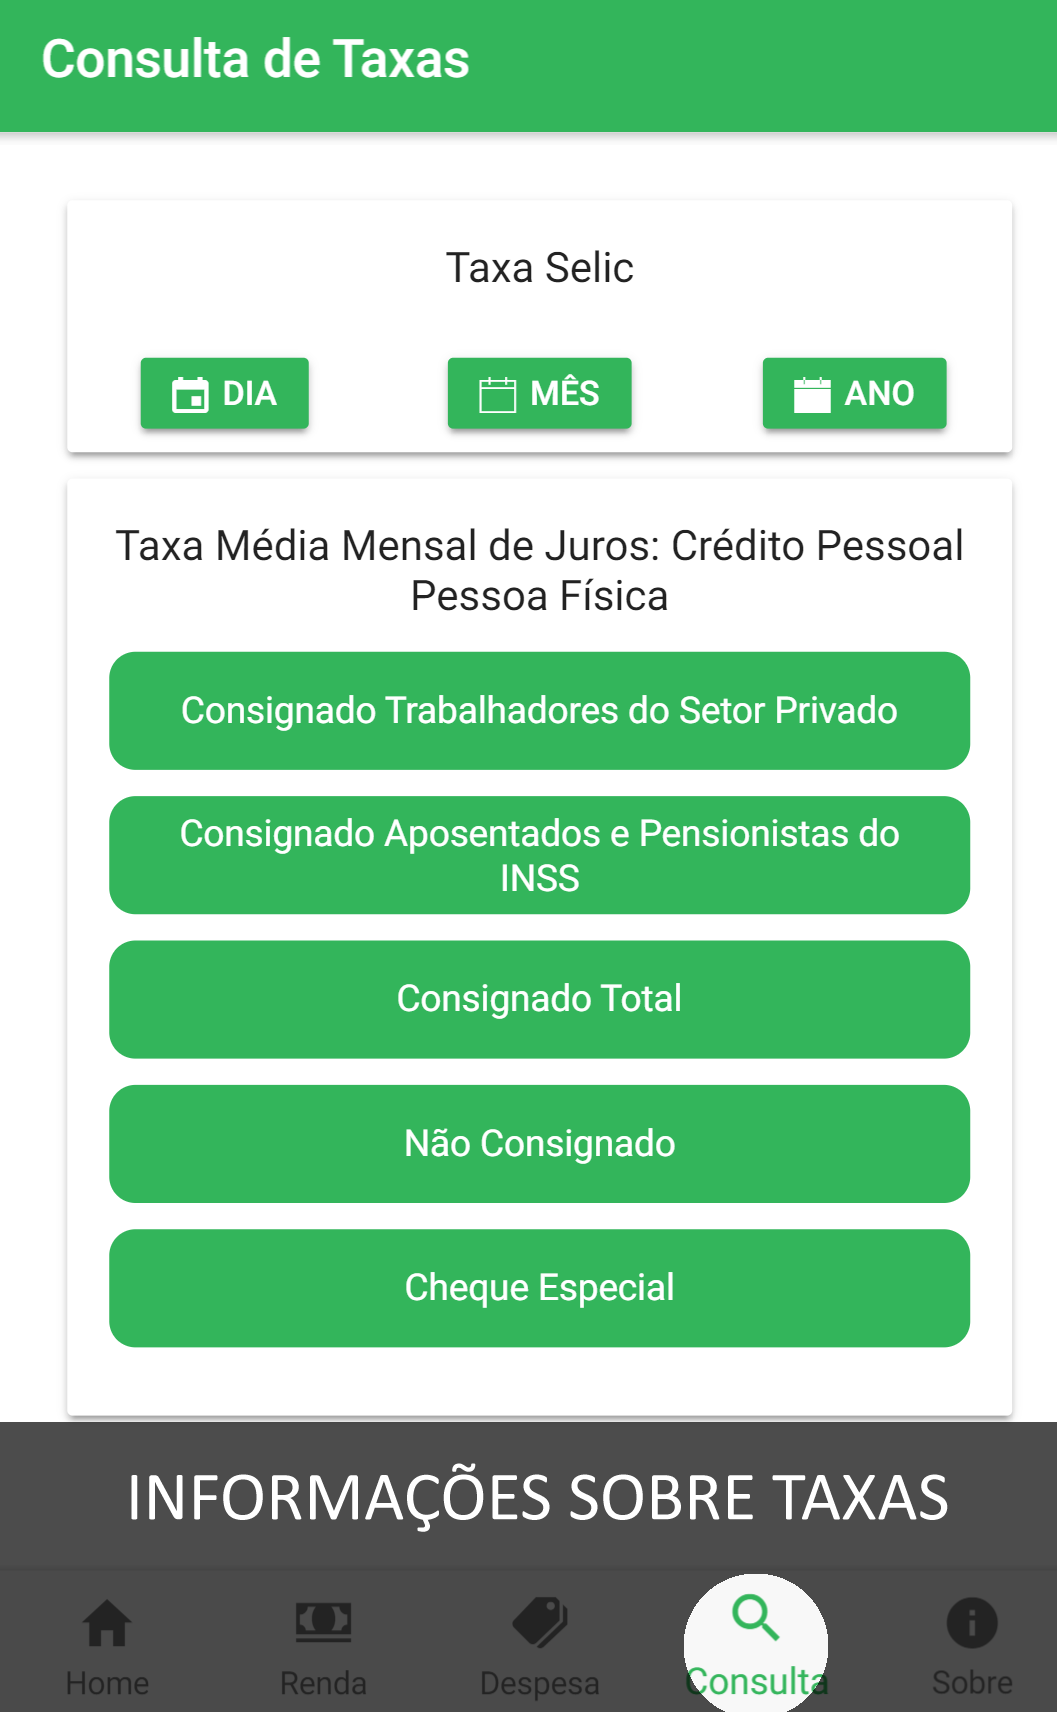 Consulta de Taxas
Taxa Selic
DIA
MÊS
ANO
Taxa Média Mensal de Juros: Crédito Pessoal
Pessoa Física
Consignado Trabalhadores do Setor Privado
Consignado Aposentados e Pensionistas do
INSS
Consignado Total
Não Consignado
Cheque Especial
INFORMAÇÕES SOBRE TAXAS
Home
Renda
Despesa
Consulta
Sobre